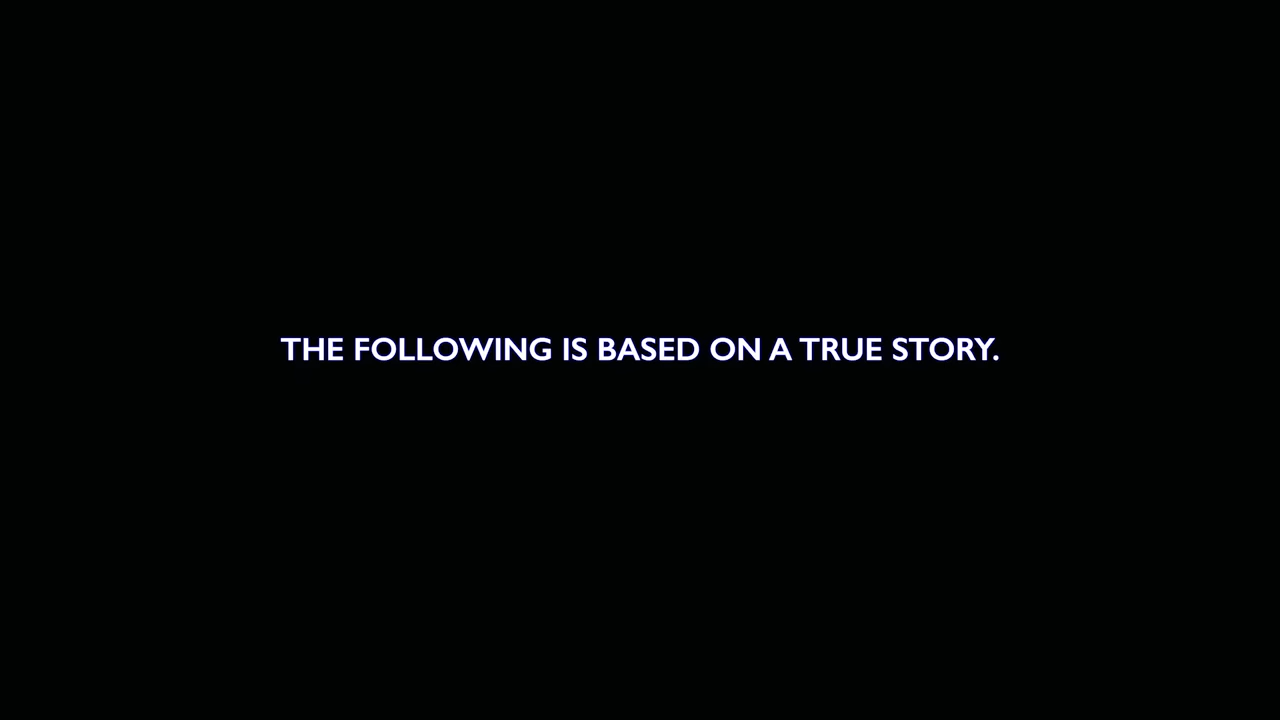 THE FOLLOWING IS BASED ON A TRUE STORY.